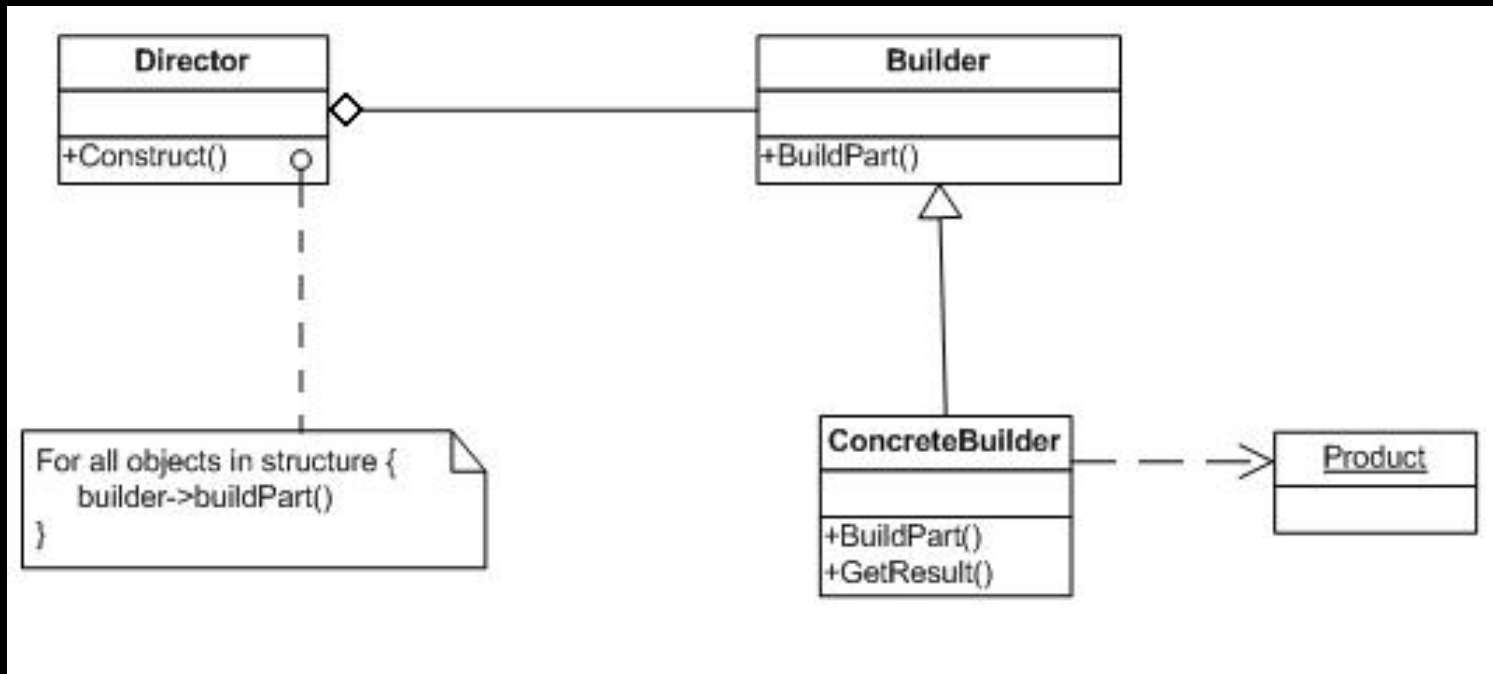 Director
+Construct()
Builder
+BuildPart()
For all objects in structure {
builder->buildPart()
}
ConcreteBuilder
+BuildPart()
+GetResult()
Product